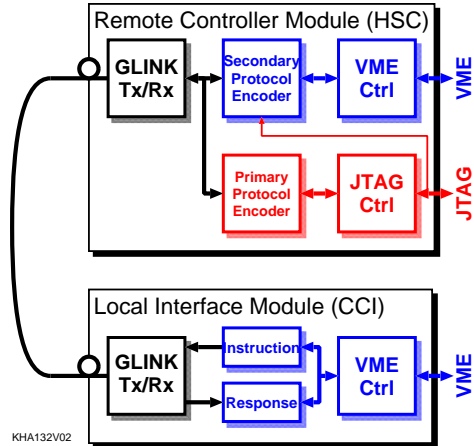 Remote Controller Module (HSC)
GLINK
Tx/Rx
Secondary
Protocol
Encoder
VME
Ctrl
VME
Primary
Protocol
Encoder
JTAG
Ctrl
JTAG
Local Interface Module (CCI)
GLINK
Tx/Rx
Instruction
Response
VME
Ctrl
VME
KHA132V02